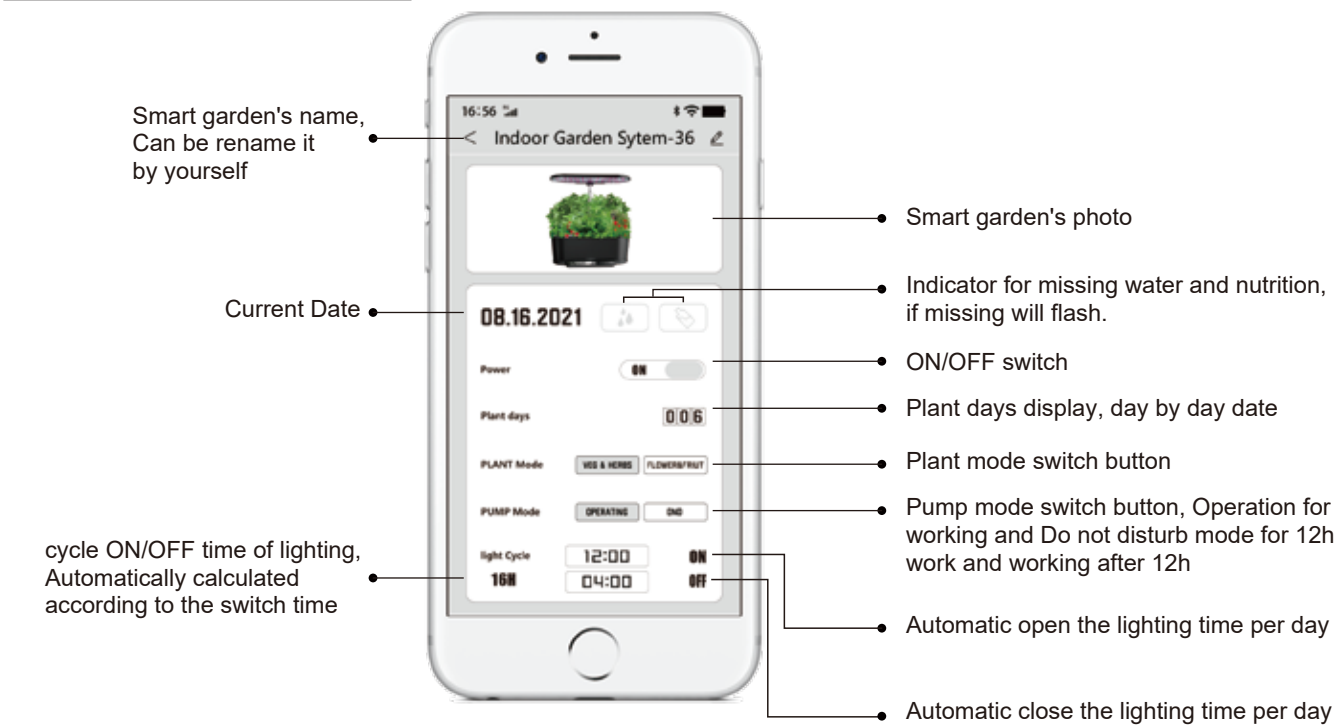 Smart garden's name,
Can be rename it
by yourself
Current Date
cycle ON/OFF time of lighting,
Automatically calculated
according to the switch time
16:56
< Indoor Garden Sytem-36
08.16.2021
Power
ON
Plant days
006
PLANT Mode
VEG & HERBS
FLOWER&FRIUT
PUMP Mode
OPERATING
DND
light Cycle
12:00
ON
16H
04:00
OFF
Smart garden's photo
Indicator for missing water and nutrition,
if missing will flash.
ON/OFF switch
Plant days display, day by day date
Plant mode switch button
Pump mode switch button, Operation for
working and Do not disturb mode for 12h
work and working after 12h
Automatic open the lighting time per day
Automatic close the lighting time per day